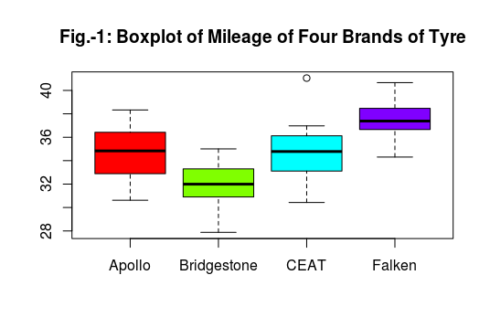 Fig.-1: Boxplot of Mileage of Four Brands of Tyre
40
36
32
28
Apollo Bridgestone CEAT Falken